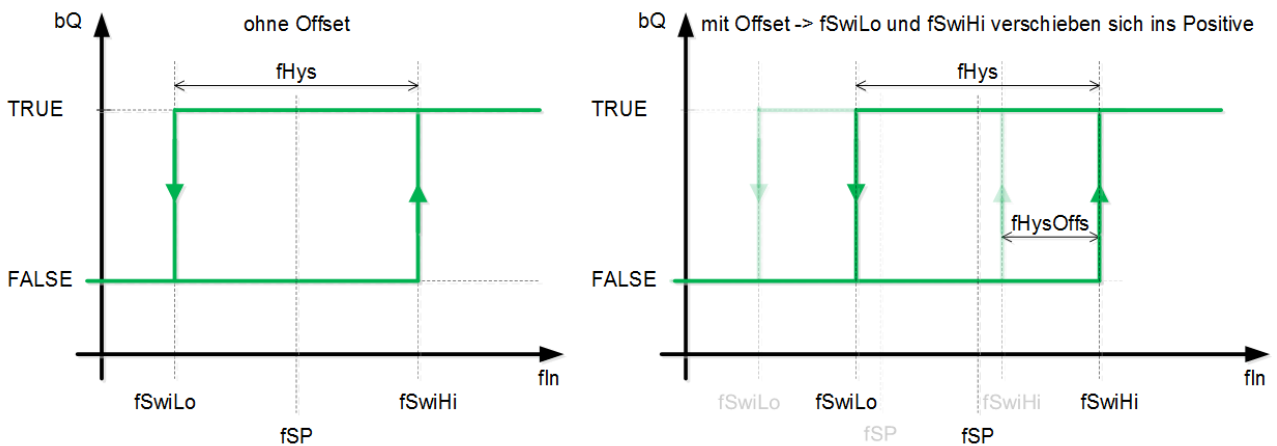 bQ
ohne Offset
fHys
TRUE
FALSE
fIn
fSwiLo
fSwiHi
fSP
bQ
mit Offset -> fSwiLo und fSwiHi verschieben sich ins Positive
fHys
TRUE
fHysOffs
FALSE
fIn
fSwiLo
fSwiLo
fSwiHi
fSwiHi
fSP
fSP